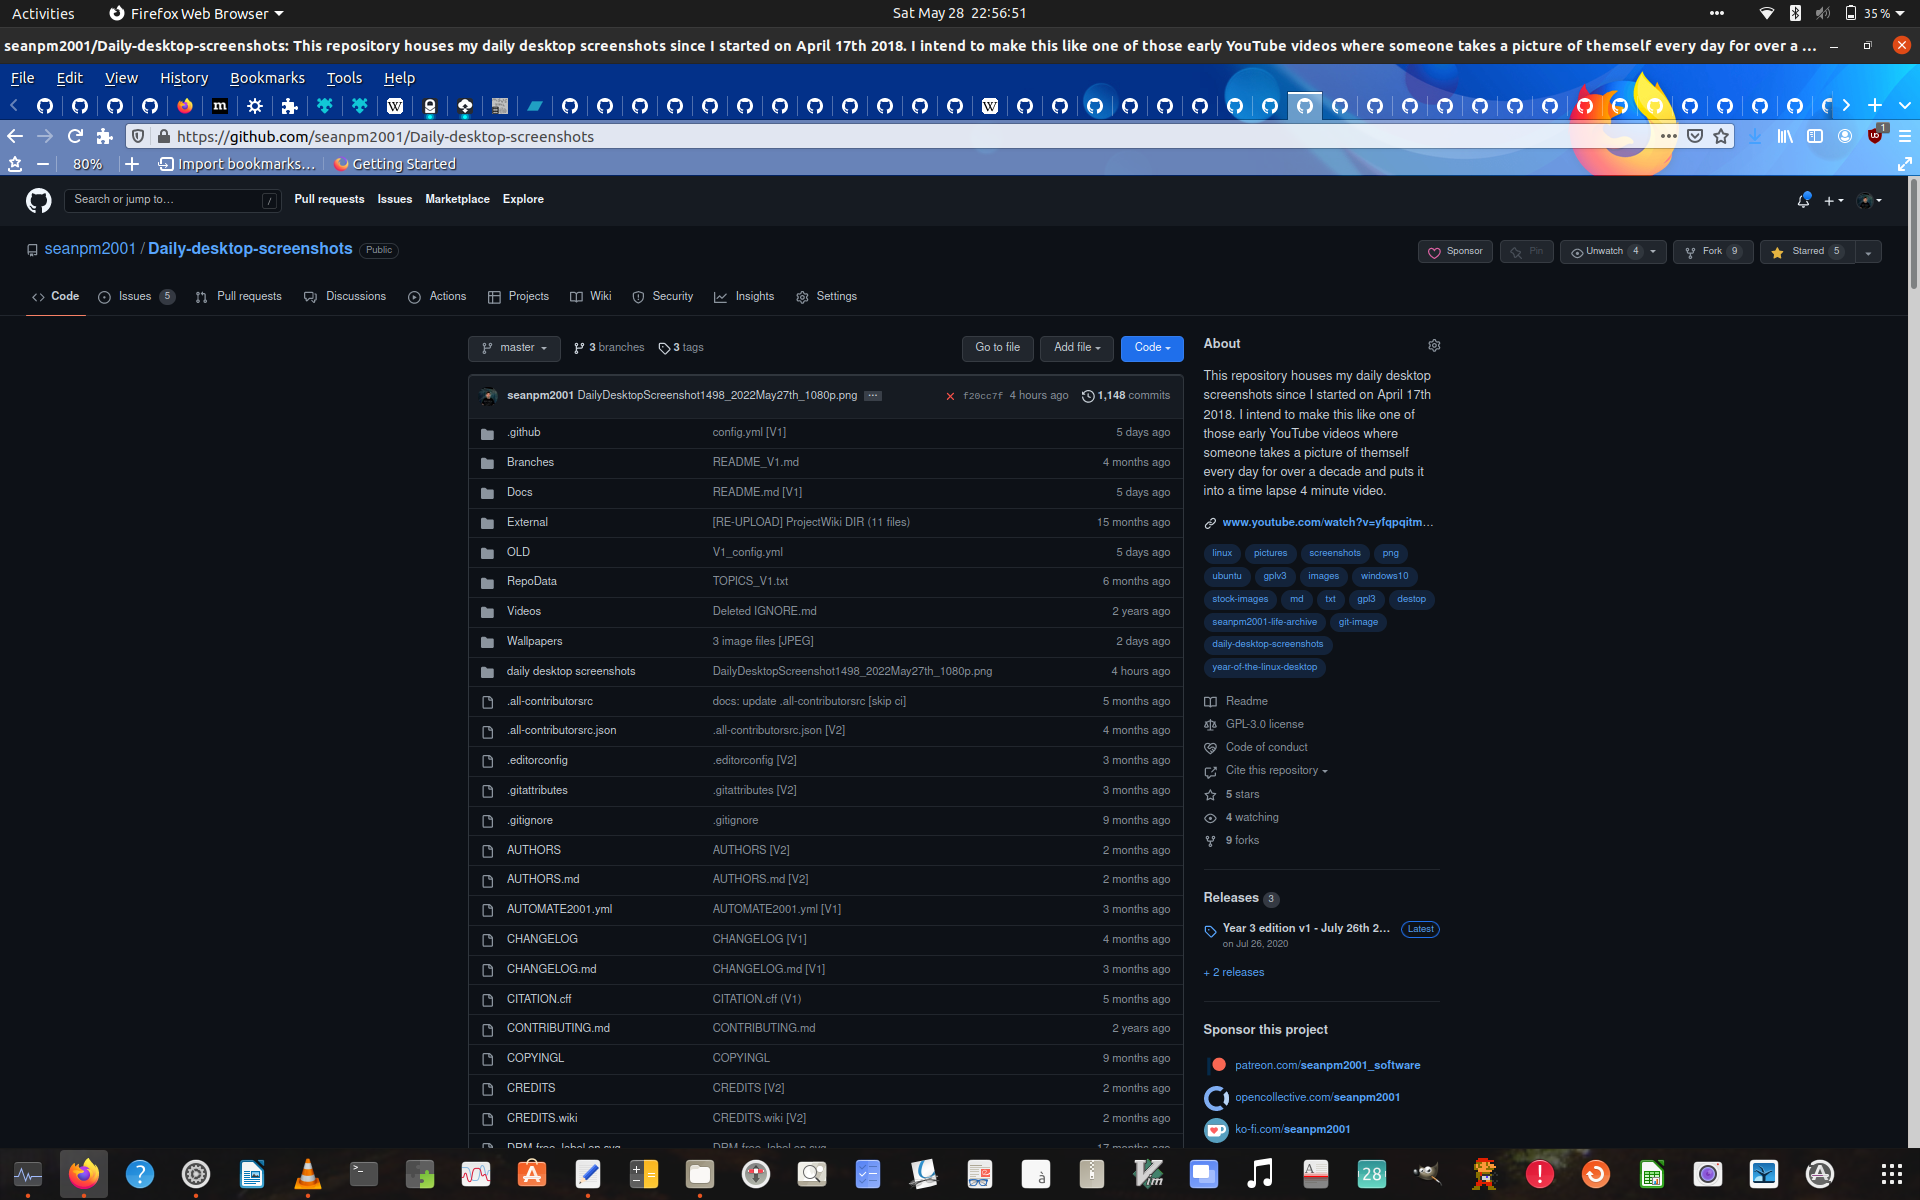 Activities Firefox Web Browser Sat May 28 22:56:51 35 %
seanpm2001/Daily-desktop-screenshots: This repository houses my daily desktop screenshots since I started on April 17th 2018. I intend to make this like one of those early YouTube videos where someone takes a picture of themself every day for over a ...
File Edit View History Bookmarks Tools Help
https://github.com/seanpm2001/Daily-desktop-screenshots
80% Import bookmarks... Getting Started
Search or jump to... / Pull requests Issues Marketplace Explore
seanpm2001 / Daily-desktop-screenshots Public Sponsor Pin Unwatch 4 Fork 9 Starred 5
Code Issues 5 Pull requests Discussions Actions Projects Wiki Security Insights Settings
master 3 branches 3 tags Go to file Add file Code
seanpm2001 DailyDesktopScreenshot1498_2022May27th_1080p.png ... f20cc7f 4 hours ago 1,148 commits
.github config.yml [V1] 5 days ago
Branches README_V1.md 4 months ago
Docs README.md [V1] 5 days ago
External [RE-UPLOAD] ProjectWiki DIR (11 files) 15 months ago
OLD V1_config.yml 5 days ago
RepoData TOPICS_V1.txt 6 months ago
Videos Deleted IGNORE.md 2 years ago
Wallpapers 3 image files [JPEG] 2 days ago
daily desktop screenshots DailyDesktopScreenshot1498_2022May27th_1080p.png 4 hours ago
.all-contributorsrc docs: update .all-contributorsrc [skip ci] 5 months ago
.all-contributorsrc.json .all-contributorsrc.json [V2] 4 months ago
.editorconfig .editorconfig [V2] 3 months ago
.gitattributes .gitattributes [V2] 3 months ago
.gitignore .gitignore 9 months ago
AUTHORS AUTHORS [V2] 2 months ago
AUTHORS.md AUTHORS.md [V2] 2 months ago
AUTOMATE2001.yml AUTOMATE2001.yml [V1] 3 months ago
CHANGELOG CHANGELOG [V1] 4 months ago
CHANGELOG.md CHANGELOG.md [V1] 3 months ago
CITATION.cff CITATION.cff (V1) 5 months ago
CONTRIBUTING.md CONTRIBUTING.md 2 years ago
COPYINGL COPYINGL 9 months ago
CREDITS CREDITS [V2] 2 months ago
CREDITS.wiki CREDITS.wiki [V2] 2 months ago
About
This repository houses my daily desktop
screenshots since I started on April 17th
2018. I intend to make this like one of
those early YouTube videos where
someone takes a picture of themself
every day for over a decade and puts it
into a time lapse 4 minute video.
www.youtube.com/watch?v=yfqpqitm...
linux pictures screenshots png
ubuntu gplv3 images windows10
stock-images md txt gpl3 destop
seanpm2001-life-archive git-image
daily-desktop-screenshots
year-of-the-linux-desktop
Readme
GPL-3.0 license
Code of conduct
Cite this repository
5 stars
4 watching
9 forks
Releases 3
Year 3 edition v1 - July 26th 2... Latest
on Jul 26, 2020
+ 2 releases
Sponsor this project
patreon.com/seanpm2001_software
opencollective.com/seanpm2001
ko-fi.com/seanpm2001